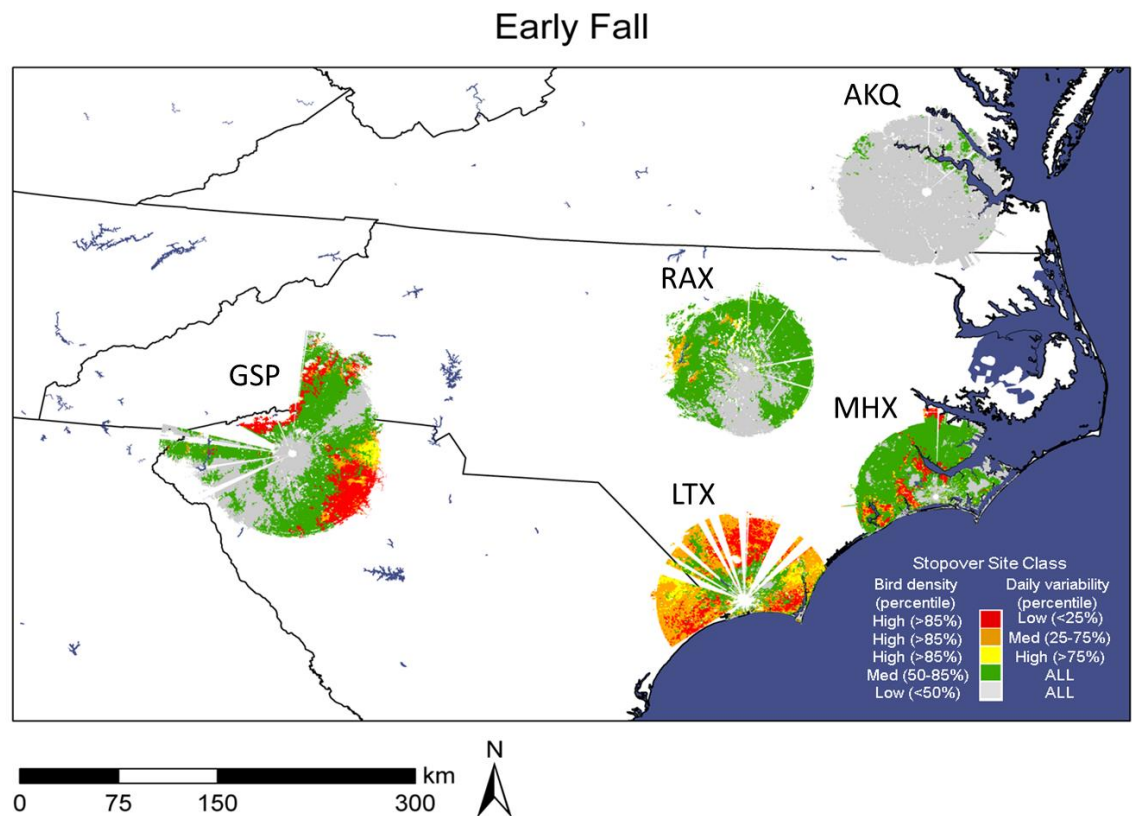 Early Fall
AKQ
RAX
GSP
MHX
LTX
Stopover Site Class
Bird density Daily variability
(percentile) (percentile)
High (>85%) Low (<25%)
High (>85%) Med (25-75%)
High (>85%) High (>75%)
Med (50-85%) ALL
Low (<50%) ALL
N
km
0 75 150 300